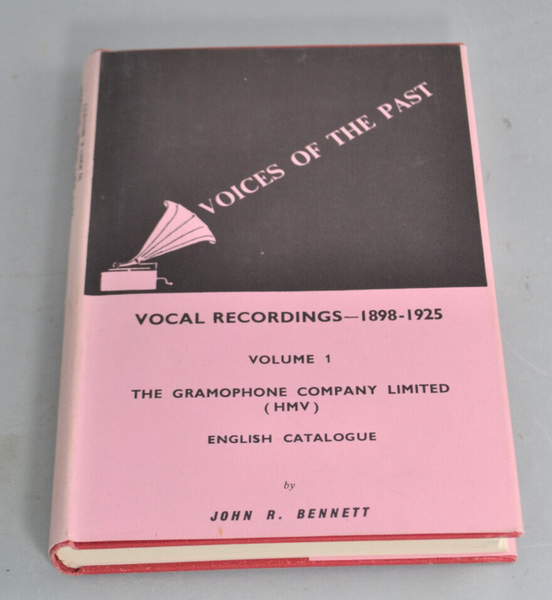 VOICES OF THE PAST
VOCAL RECORDINGS—1898-1925
VOLUME 1
THE GRAMOPHONE COMPANY LIMITED
(HMV)
ENGLISH CATALOGUE
by
JOHN R. BENNETT